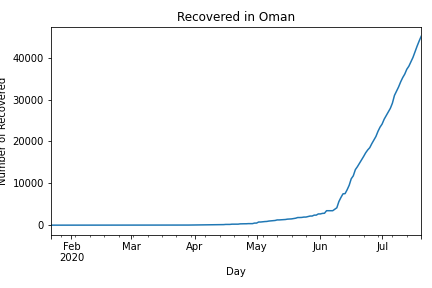 Recovered in Oman
Number of Recovered
40000
30000
20000
10000
0
Feb Mar Apr May Jun Jul
2020
Day